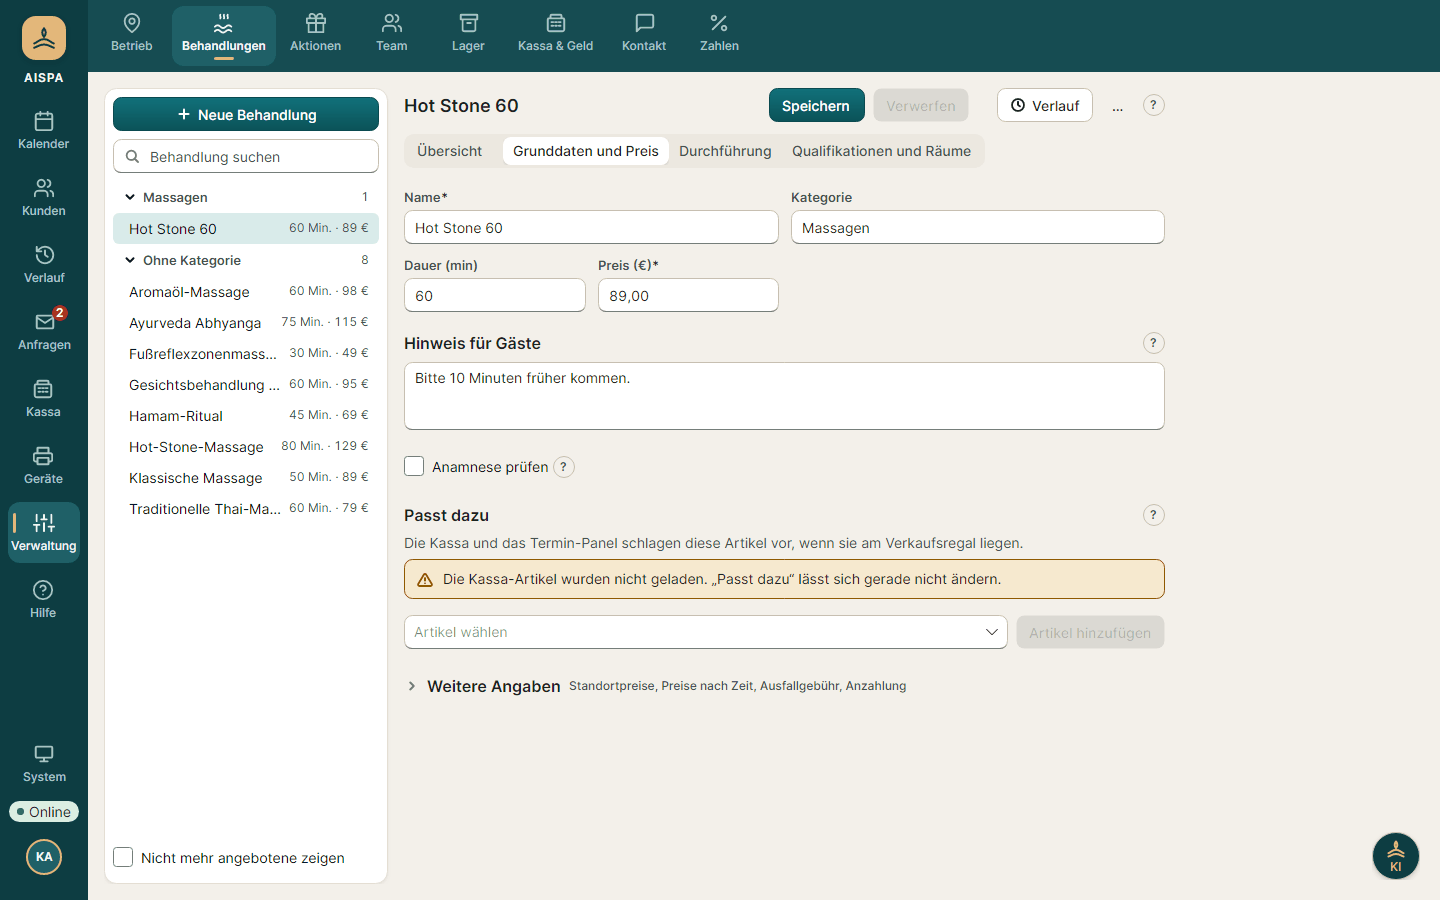 AISPA
Kalender
Kunden
Verlauf
2
Anfragen
Kassa
Geräte
Verwaltung
Hilfe
System
Online
KA
Betrieb
Behandlungen
Aktionen
Team
Lager
Kassa & Geld
Kontakt
Zahlen
+ Neue Behandlung
Behandlung suchen
Massagen 1
Hot Stone 60 60 Min. · 89 €
Ohne Kategorie 8
Aromaöl-Massage 60 Min. · 98 €
Ayurveda Abhyanga 75 Min. · 115 €
Fußreflexzonenmass... 30 Min. · 49 €
Gesichtsbehandlung ... 60 Min. · 95 €
Hamam-Ritual 45 Min. · 69 €
Hot-Stone-Massage 80 Min. · 129 €
Klassische Massage 50 Min. · 89 €
Traditionelle Thai-Ma... 60 Min. · 79 €
Nicht mehr angebotene zeigen
Hot Stone 60
Speichern
Verwerfen
Verlauf
...
?
Übersicht
Grunddaten und Preis
Durchführung
Qualifikationen und Räume
Name* Kategorie
Hot Stone 60 Massagen
Dauer (min) Preis (€)*
60 89,00
Hinweis für Gäste ?
Bitte 10 Minuten früher kommen.
Anamnese prüfen ?
Passt dazu ?
Die Kassa und das Termin-Panel schlagen diese Artikel vor, wenn sie am Verkaufsregal liegen.
Die Kassa-Artikel wurden nicht geladen. „Passt dazu“ lässt sich gerade nicht ändern.
Artikel wählen Artikel hinzufügen
Weitere Angaben Standortpreise, Preise nach Zeit, Ausfallgebühr, Anzahlung
KI